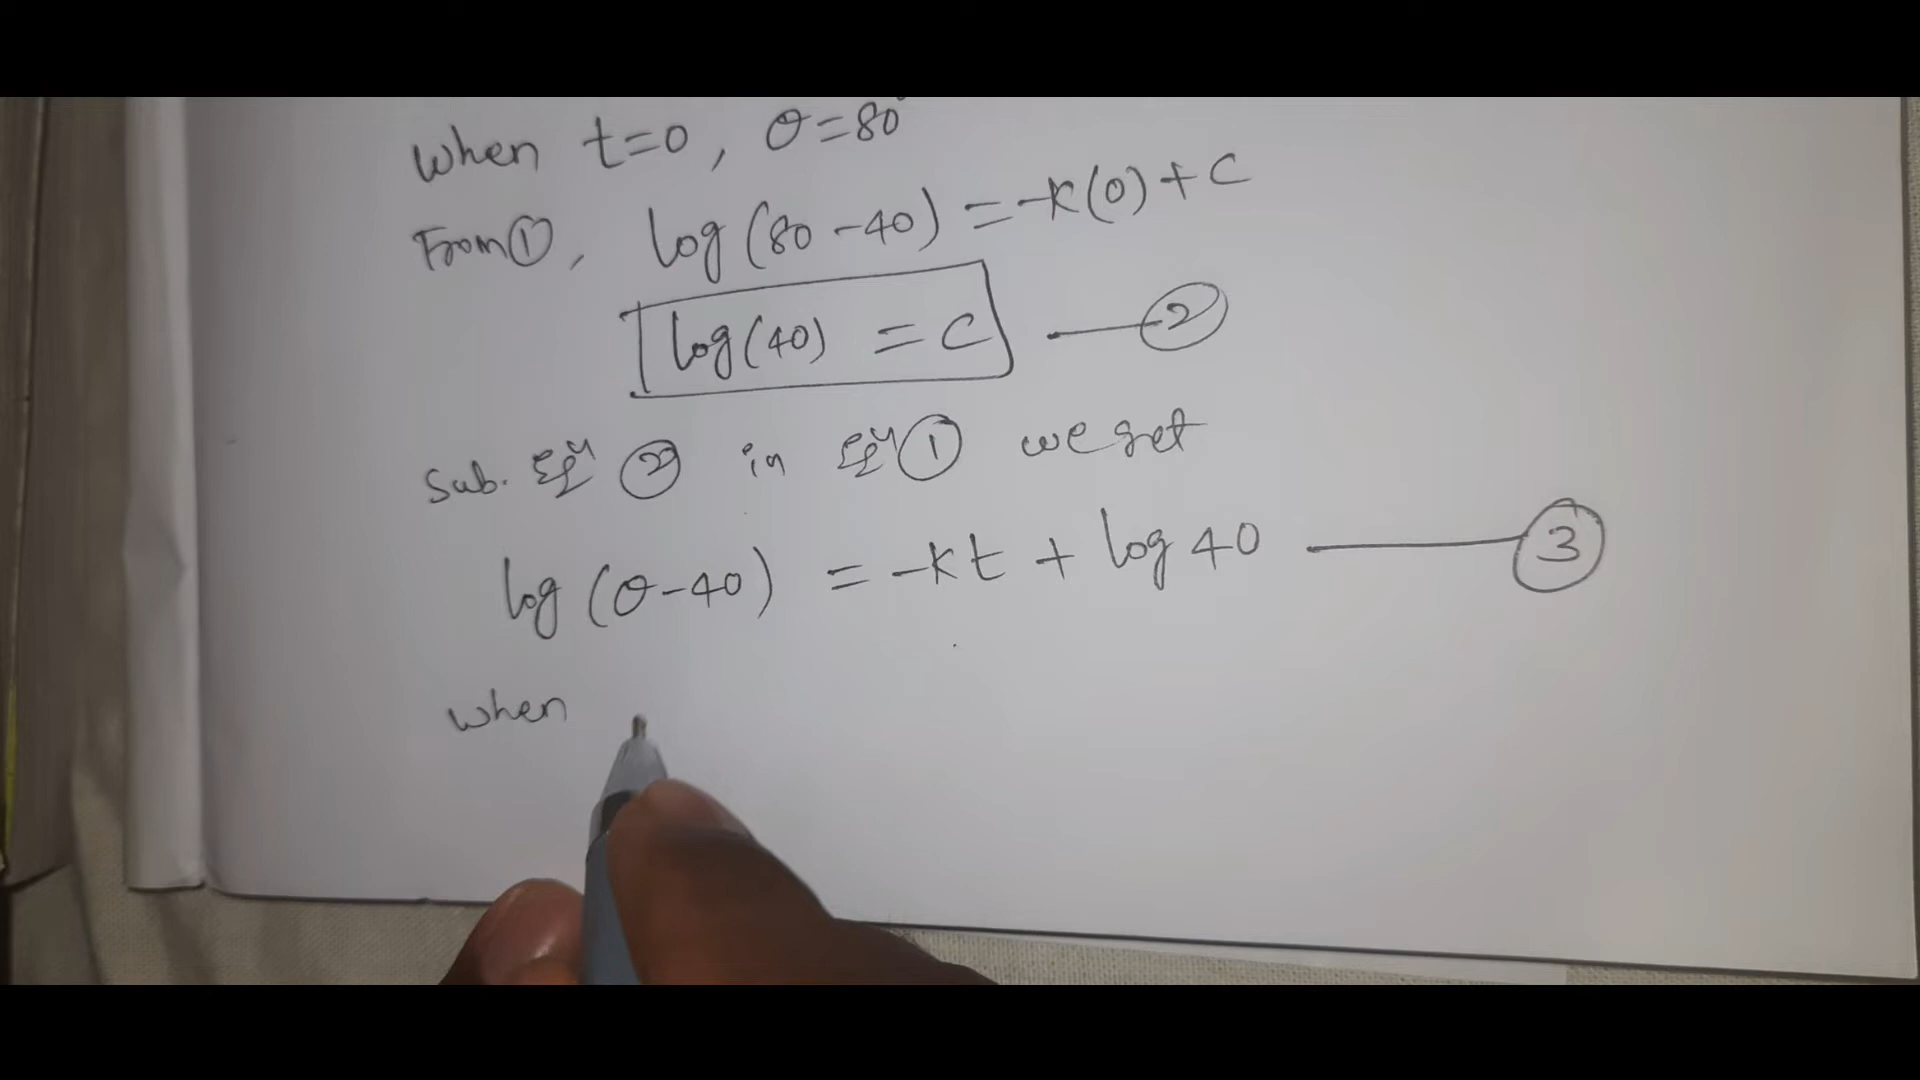 When t=0, θ=80°
From ①, log(80-40) = -k(0)+c
log(40) = c —— ②
Sub. Eqⁿ ② in Eqⁿ ① we get
log(θ-40) = -kt + log 40 —— ③
when